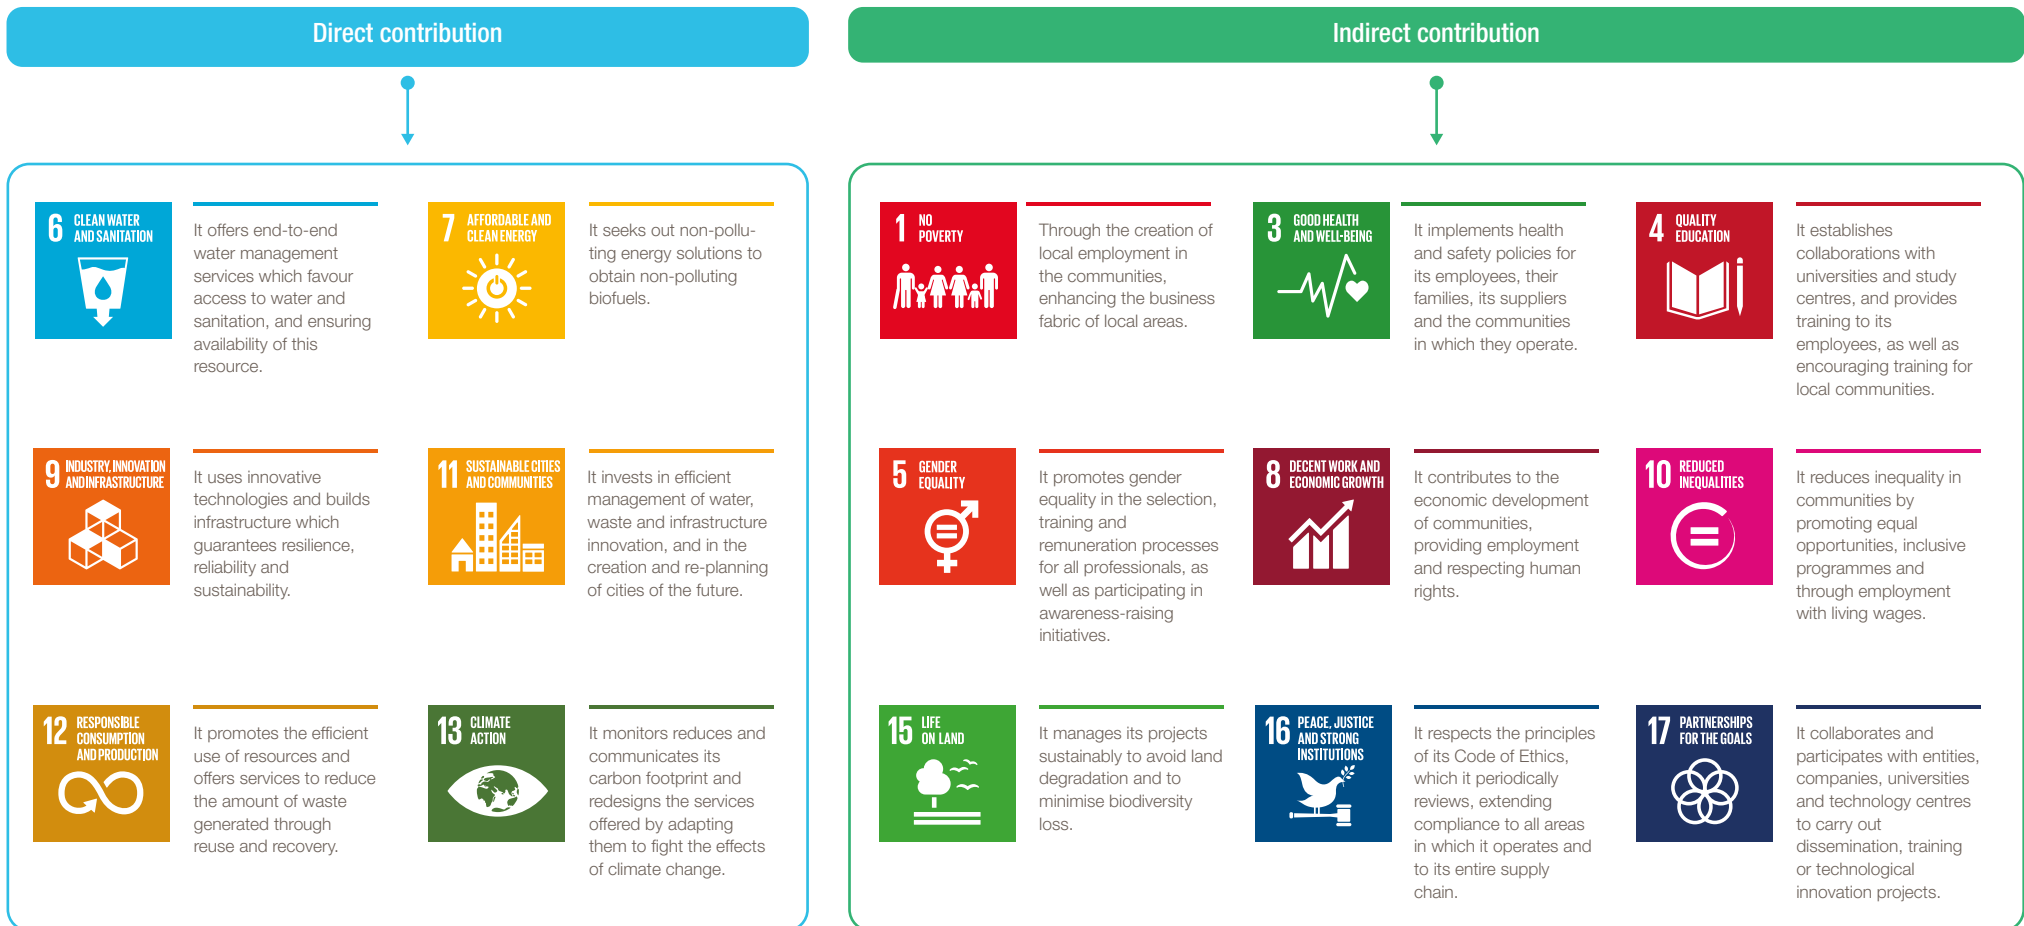 Direct contribution
Indirect contribution
6 CLEAN WATER
AND SANITATION
It offers end-to-end
water management
services which favour
access to water and
sanitation, and ensuring
availability of this
resource.
7 AFFORDABLE AND
CLEAN ENERGY
It seeks out non-pollu-
ting energy solutions to
obtain non-polluting
biofuels.
9 INDUSTRY, INNOVATION
AND INFRASTRUCTURE
It uses innovative
technologies and builds
infrastructure which
guarantees resilience,
reliability and
sustainability.
11 SUSTAINABLE CITIES
AND COMMUNITIES
It invests in efficient
management of water,
waste and infrastructure
innovation, and in the
creation and re-planning
of cities of the future.
12 RESPONSIBLE
CONSUMPTION
AND PRODUCTION
It promotes the efficient
use of resources and
offers services to reduce
the amount of waste
generated through
reuse and recovery.
13 CLIMATE
ACTION
It monitors reduces and
communicates its
carbon footprint and
redesigns the services
offered by adapting
them to fight the effects
of climate change.
1 NO
POVERTY
Through the creation of
local employment in
the communities,
enhancing the business
fabric of local areas.
3 GOOD HEALTH
AND WELL-BEING
It implements health
and safety policies for
its employees, their
families, its suppliers
and the communities
in which they operate.
4 QUALITY
EDUCATION
It establishes
collaborations with
universities and study
centres, and provides
training to its
employees, as well as
encouraging training for
local communities.
5 GENDER
EQUALITY
It promotes gender
equality in the selection,
training and
remuneration processes
for all professionals, as
well as participating in
awareness-raising
initiatives.
8 DECENT WORK AND
ECONOMIC GROWTH
It contributes to the
economic development
of communities,
providing employment
and respecting human
rights.
10 REDUCED
INEQUALITIES
It reduces inequality in
communities by
promoting equal
opportunities, inclusive
programmes and
through employment
with living wages.
15 LIFE
ON LAND
It manages its projects
sustainably to avoid land
degradation and to
minimise biodiversity
loss.
16 PEACE, JUSTICE
AND STRONG
INSTITUTIONS
It respects the principles
of its Code of Ethics,
which it periodically
reviews, extending
compliance to all areas
in which it operates and
to its entire supply
chain.
17 PARTNERSHIPS
FOR THE GOALS
It collaborates and
participates with entities,
companies, universities
and technology centres
to carry out
dissemination, training
or technological
innovation projects.